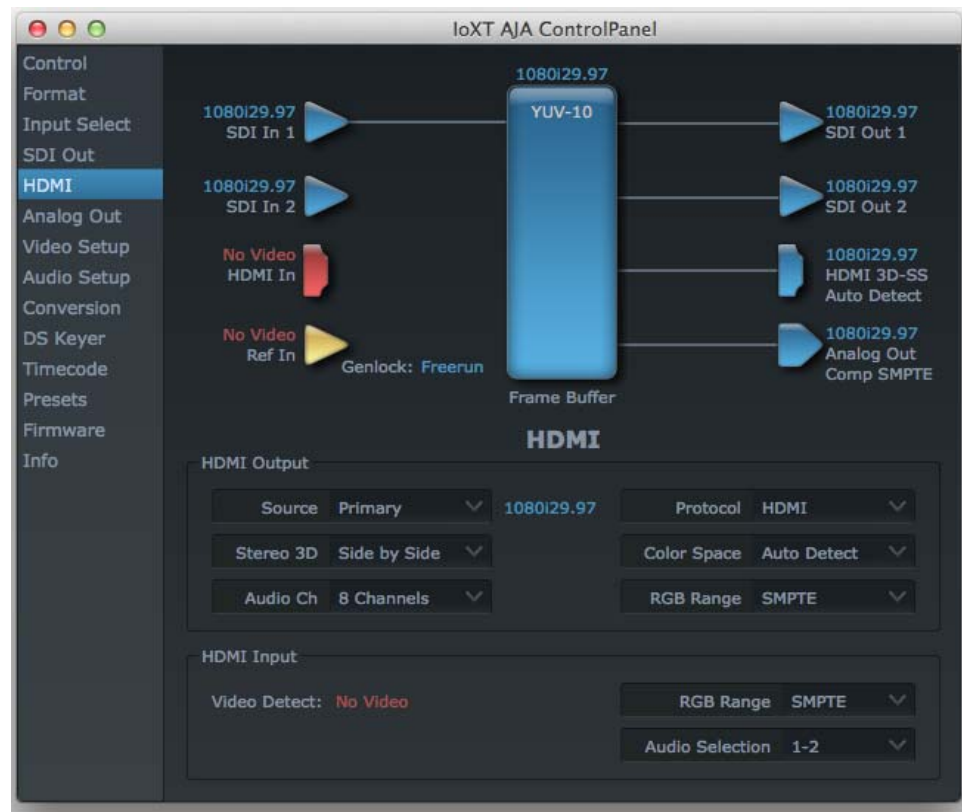 IoXT AJA ControlPanel
Control
Format
Input Select
SDI Out
HDMI
Analog Out
Video Setup
Audio Setup
Conversion
DS Keyer
Timecode
Presets
Firmware
Info
1080i29.97
YUV-10
Frame Buffer
1080i29.97
SDI In 1
1080i29.97
SDI In 2
No Video
HDMI In
No Video
Ref In
Genlock: Freerun
1080i29.97
SDI Out 1
1080i29.97
SDI Out 2
1080i29.97
HDMI 3D-SS
Auto Detect
1080i29.97
Analog Out
Comp SMPTE
HDMI
HDMI Output
Source Primary 1080i29.97 Protocol HDMI
Stereo 3D Side by Side Color Space Auto Detect
Audio Ch 8 Channels RGB Range SMPTE
HDMI Input
Video Detect: No Video RGB Range SMPTE
Audio Selection 1-2